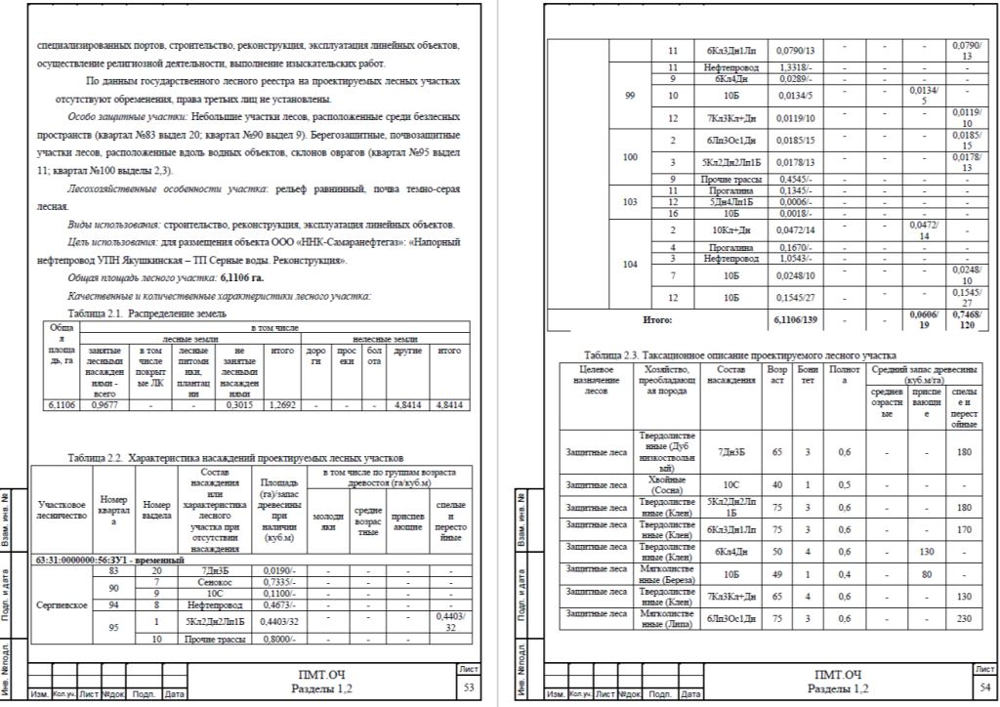 специализированных портов, строительство, реконструкция, эксплуатация линейных объектов,
осуществление религиозной деятельности, выполнение изыскательских работ.
По данным государственного лесного реестра на проектируемых лесных участках
отсутствуют обременения, права третьих лиц не установлены.
Особо защитные участки: Небольшие участки лесов, расположенные среди безлесных
пространств (квартал №83 выдел 20; квартал №90 выдел 9). Берегозащитные, почвозащитные
участки лесов, расположенные вдоль водных объектов, склонов оврагов (квартал №95 выдел
11; квартал №100 выделы 2,3).
Лесохозяйственные особенности участка: рельеф равнинный, почва темно-серая
лесная.
Виды использования: строительство, реконструкция, эксплуатация линейных объектов.
Цель использования: для размещения объекта ООО «ННК-Самаранефтегаз»: «Напорный
нефтепровод УПН Якушкинская – ТП Серные воды. Реконструкция».
Общая площадь лесного участка: 6,1106 га.
Качественные и количественные характеристики лесного участка:
Таблица 2.1. Распределение земель
Обща
я
площа
дь, га
в том числе
лесные земли
нелесные земли
занятые
лесными
насажден
иями -
всего
в том
числе
покрыт
ые ЛК
лесные
питомн
ики,
плантац
ии
не
занятые
лесными
насажден
иями
итого
доро
ги
прос
еки
бол
ота
другие
итого
6,1106 0,9677 - - 0,3015 1,2692 - - - 4,8414 4,8414
Таблица 2.2. Характеристика насаждений проектируемых лесных участков
Участковое
лесничество
Номер
квартал
а
Номер
выдела
Состав
насаждения
или
характеристика
лесного
участка при
отсутствии
насаждения
Площадь
(га)/запас
древесины
при
наличии
(куб.м)
в том числе по группам возраста
древостоя (га/куб.м)
молодн
яки
средне
возрас
тные
приспев
ающие
спелые
и
пересто
йные
63:31:0000000:56:ЗУ1 - временный
Сергиевское
83 20 7Дн3Б 0,0190/- - - - -
90
7 Сенокос 0,7335/- - - - -
9 10С 0,1100/- - - - -
94 8 Нефтепровод 0,4673/- - - - -
95
1 5Кл2Дн2Лп1Б 0,4403/32 - - - 0,4403/
32
10 Прочие трассы 0,8000/- - - - -
Взам. инв. №
Подп. и дата
Инв. №подл.
Изм. Кол.уч. Лист №док. Подп. Дата
ПМТ.ОЧ
Разделы 1,2
Лист
53
11 6Кл3Дн1Лп 0,0790/13 - - - 0,0790/
13
99
11 Нефтепровод 1,3318/- - - - -
9 6Кл4Дн 0,0289/- - - - -
10 10Б 0,0134/5 - - 0,0134/
5 -
12 7Кл3Кл+Дн 0,0119/10 - - - 0,0119/
10
100
2 6Лп3Ос1Дн 0,0185/15 - - - 0,0185/
15
3 5Кл2Дн2Лп1Б 0,0178/13 - - - 0,0178/
13
9 Прочие трассы 0,4545/- - - - -
103
11 Прогалина 0,1345/- - - - -
12 5Дн4Лп1Б 0,0006/- - - - -
16 10Б 0,0018/- - - - -
104
2 10Кл+Дн 0,0472/14 - - 0,0472/
14 -
4 Прогалина 0,1670/- - - - -
3 Нефтепровод 1,0543/- - - - -
7 10Б 0,0248/10 - - - 0,0248/
10
12 10Б 0,1545/27 - - - 0,1545/
27
Итого: 6,1106/139 - - 0,0606/
19 0,7468/
120
Таблица 2.3. Таксационное описание проектируемого лесного участка
Целевое
назначение
лесов
Хозяйство,
преобладающ
ая порода
Состав
насаждения
Возр
аст
Бони
тет
Полнот
а
Средний запас древесины
(куб.м/га)
среднев
озрастн
ые
приспе
вающи
е
спелы
е и
перест
ойные
Защитные леса
Твердолистве
нные (Дуб
низкоствольн
ый)
7Дн3Б 65 3 0,6 - - 180
Защитные леса Хвойные
(Сосна) 10С 40 1 0,5 - - -
Защитные леса Твердолистве
нные (Клен) 5Кл2Дн2Лп
1Б 75 3 0,6 - - 180
Защитные леса Твердолистве
нные (Клен) 6Кл3Дн1Лп 75 3 0,6 - - 170
Защитные леса Твердолистве
нные (Клен) 6Кл4Дн 50 4 0,6 - 130 -
Защитные леса Мягколистве
нные (Береза) 10Б 49 1 0,4 - 80 -
Защитные леса Твердолистве
нные (Клен) 7Кл3Кл+Дн 65 4 0,6 - - 130
Защитные леса Мягколистве
нные (Липа) 6Лп3Ос1Дн 75 3 0,6 - - 230
Взам. инв. №
Подп. и дата
Инв. №подл.
Изм. Кол.уч. Лист №док. Подп. Дата
ПМТ.ОЧ
Разделы 1,2
Лист
54